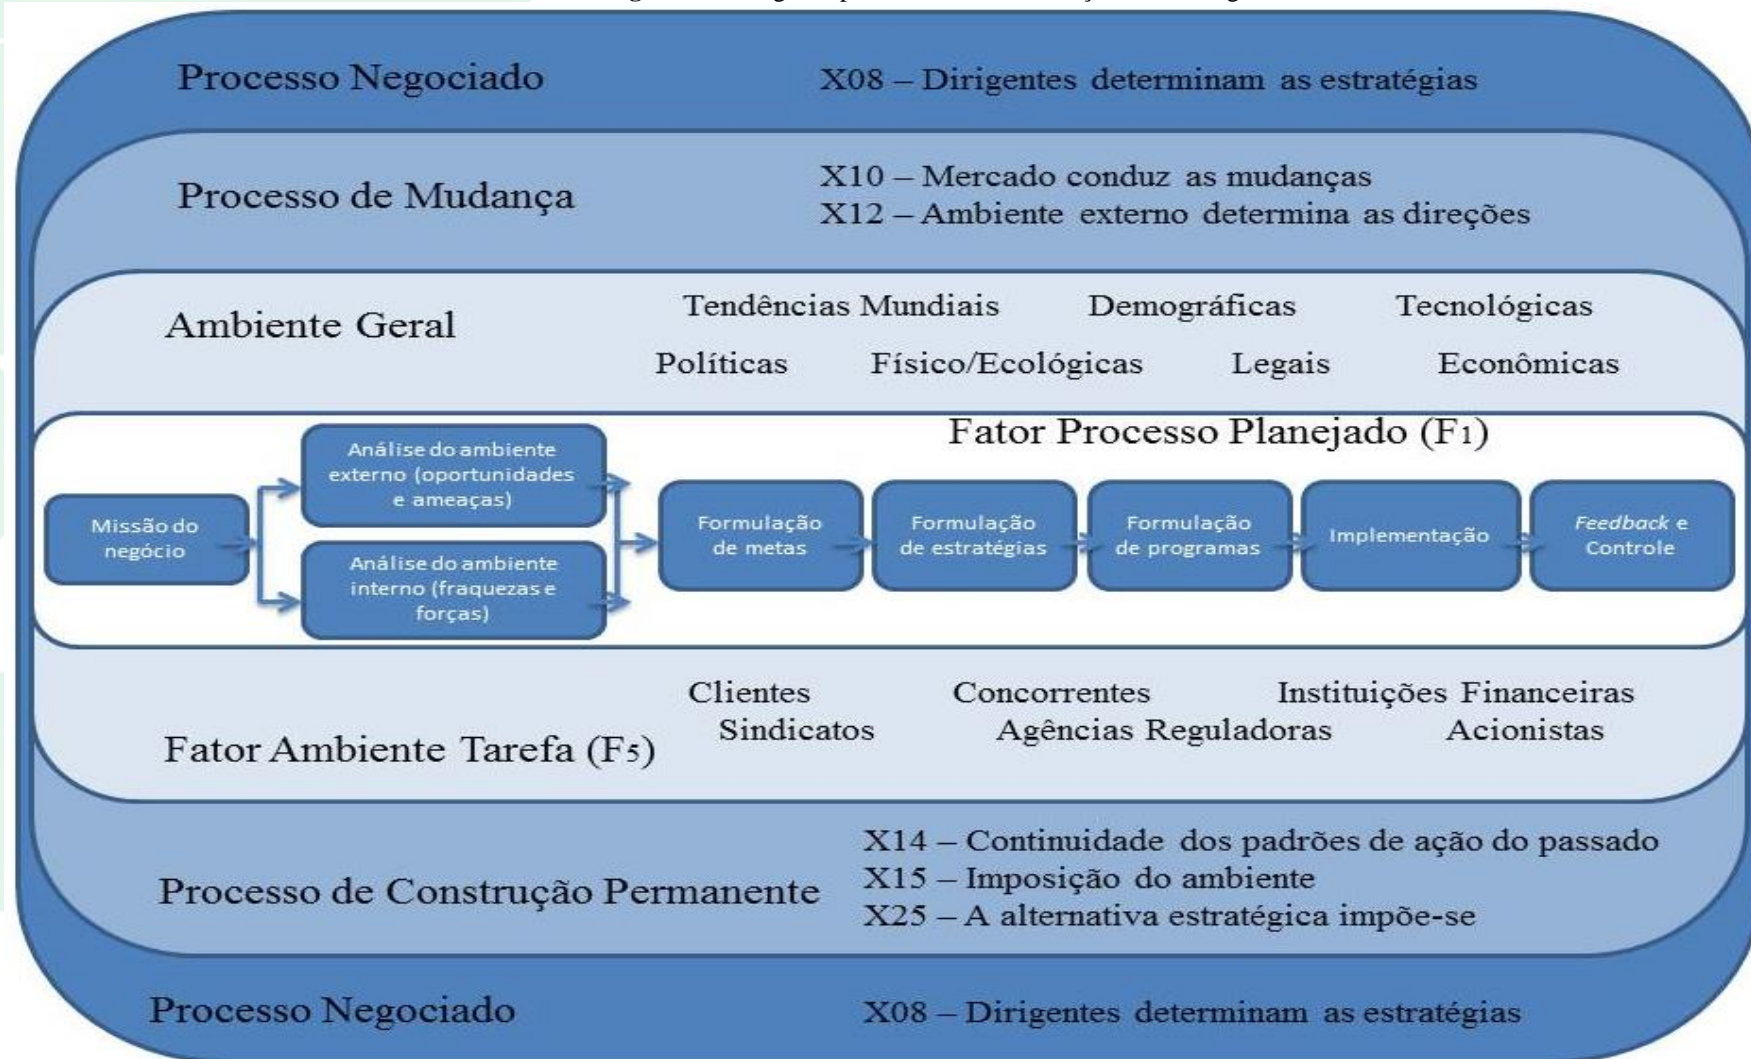 Processo Negociado
X08 – Dirigentes determinam as estratégias
Processo de Mudança
X10 – Mercado conduz as mudanças
X12 – Ambiente externo determina as direções
Ambiente Geral
Tendências Mundiais Demográficas Tecnológicas
Políticas Físico/Ecológicas Legais Econômicas
Fator Processo Planejado (F1)
Missão do
negócio
Análise do ambiente
externo (oportunidades
e ameaças)
Análise do ambiente
interno (fraquezas e
forças)
Formulação
de metas
Formulação
de estratégias
Formulação
de programas
Implementação
Feedback e
Controle
Clientes Concorrentes Instituições Financeiras
Sindicatos Agências Reguladoras Acionistas
Fator Ambiente Tarefa (F5)
Processo de Construção Permanente
X14 – Continuidade dos padrões de ação do passado
X15 – Imposição do ambiente
X25 – A alternativa estratégica impõe-se
Processo Negociado
X08 – Dirigentes determinam as estratégias